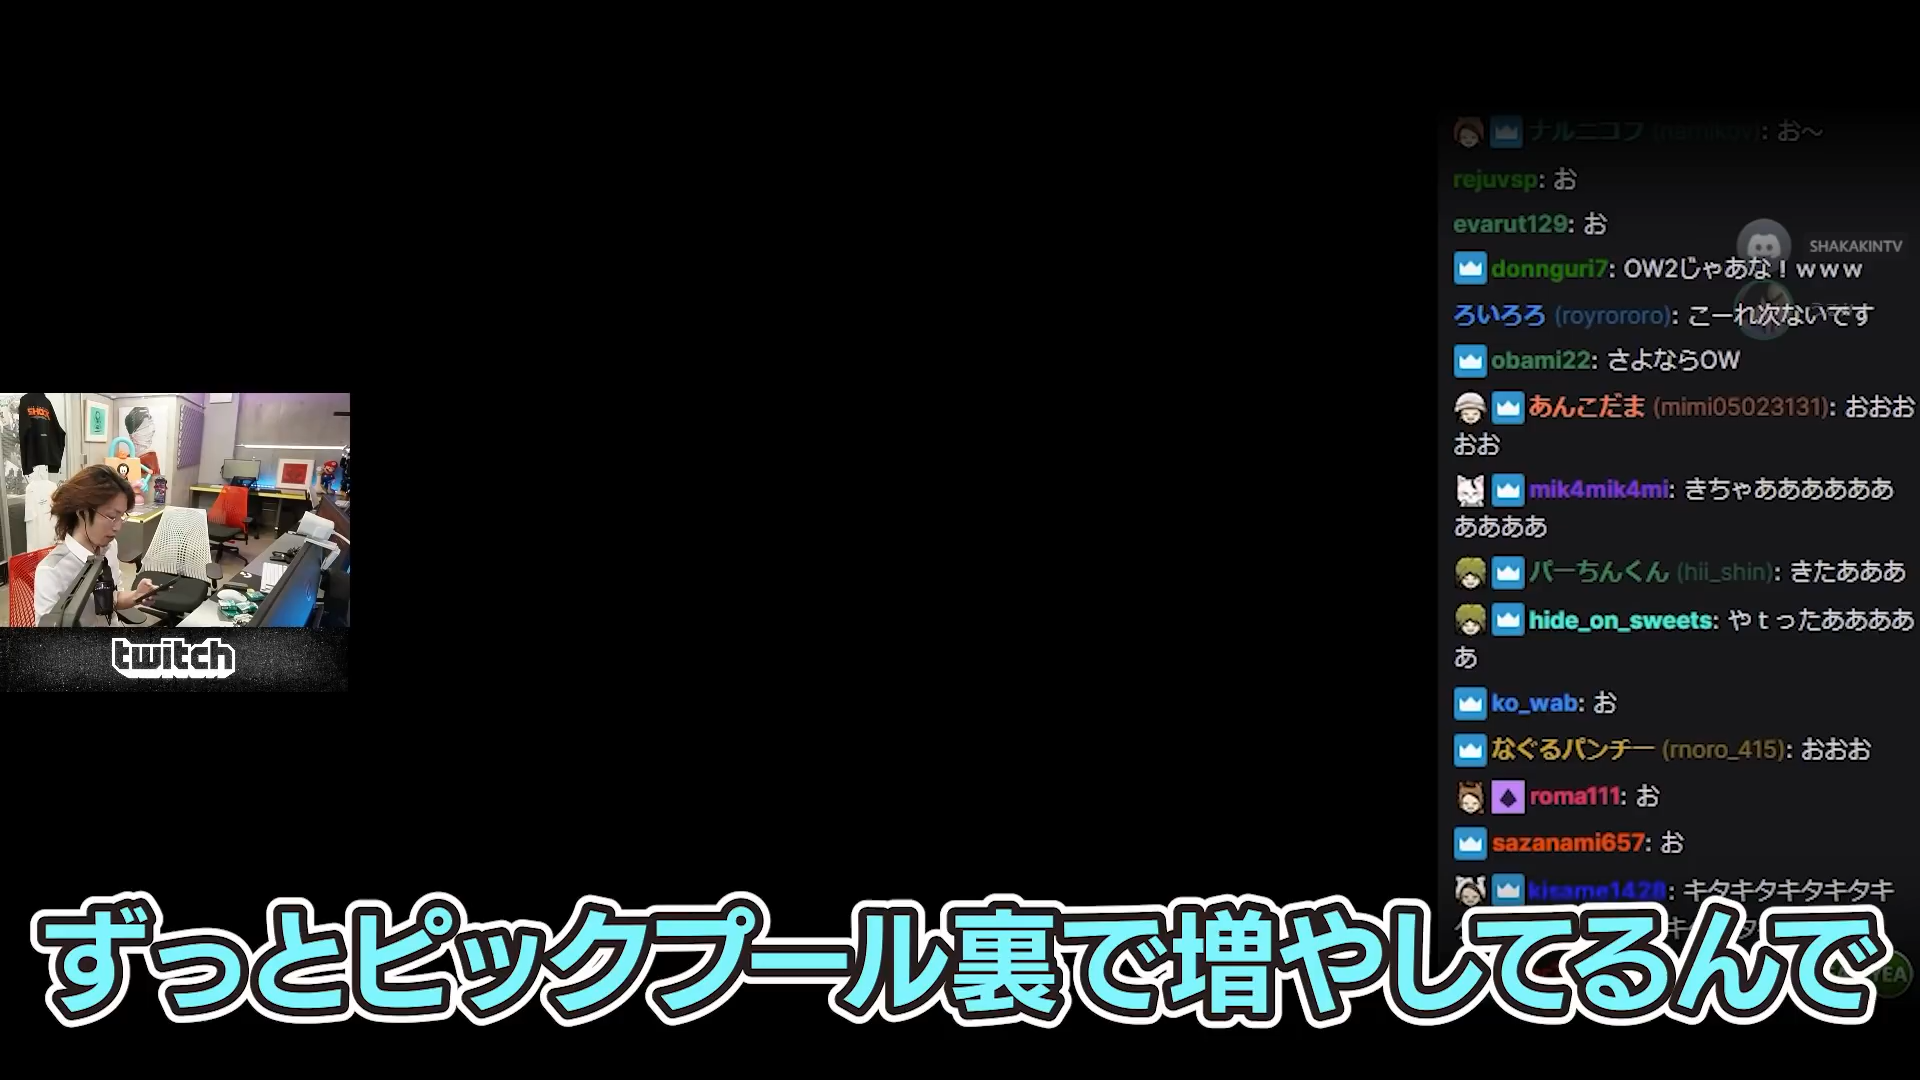 ナルニコフ (narnikov): お～
rejuvsp: お
evarut129: お
SHAKAKINTV
donnguri7: OW2じゃあな！ｗｗｗ
ろいろろ (royrororo): こーれ次ないです
obami22: さよならOW
あんこだま (mimi05023131): おおお
おお
mik4mik4mi: きちゃああああああ
ああああ
パーちんくん (hii_shin): きたあああ
hide_on_sweets: やｔったああああ
あ
ko_wab: お
なぐるパンチー (rnoro_415): おおお
roma111: お
sazanami657: お
kisame1428: キタキタキタキタキ
twitch
ずっとピックプール裏で増やしてるんで